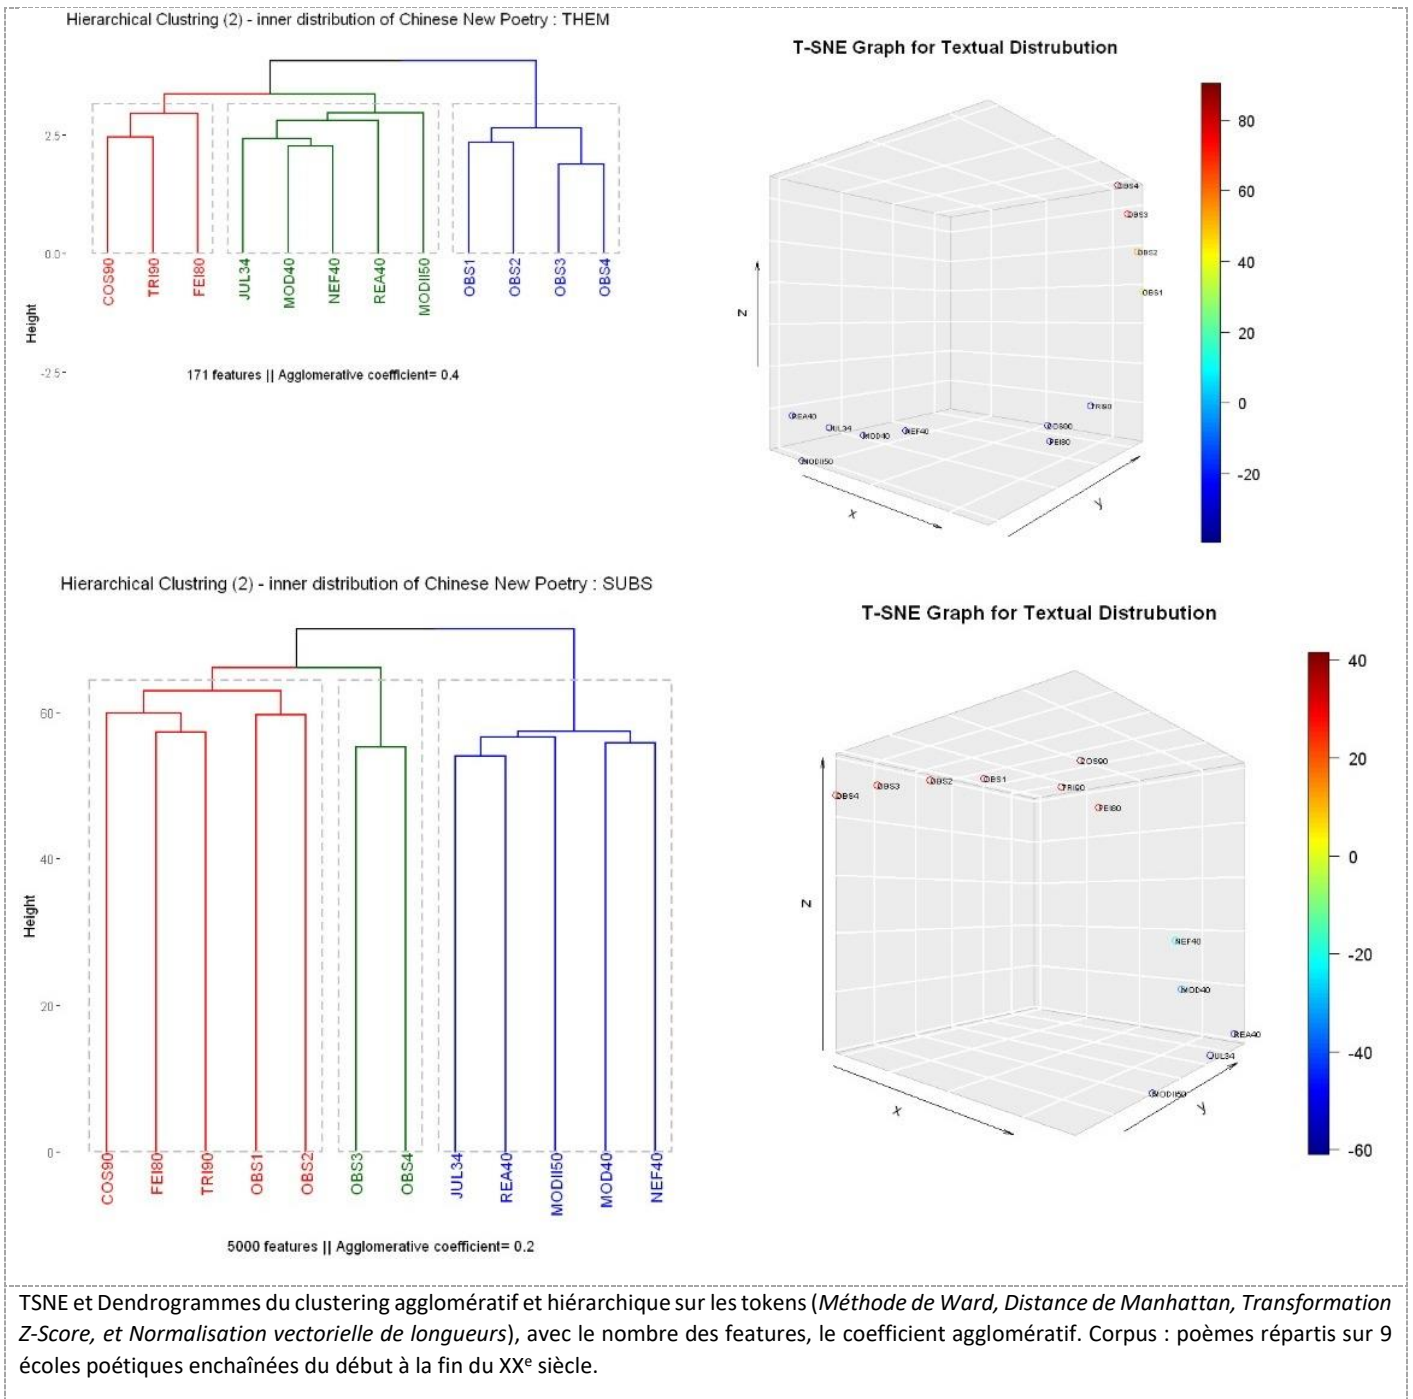 Hierarchical Clustring (2) - inner distribution of Chinese New Poetry : THEM
2.5-
0.0-
-2.5-
Height
COS90
TRI90
FEI80
JUL34
MOD40
NEF40
REA40
MODII50
OBS1
OBS2
OBS3
OBS4
171 features || Agglomerative coefficient= 0.4
T-SNE Graph for Textual Distrubution
OBS4
OBS3
OBS2
OBS1
TRI90
COS90
FEI80
REA40
JUL34
MOD40
NEF40
MODII50
z
x
y
80
60
40
20
0
-20
Hierarchical Clustring (2) - inner distribution of Chinese New Poetry : SUBS
60-
40-
20-
0-
Height
COS90
FEI80
TRI90
OBS1
OBS2
OBS3
OBS4
JUL34
REA40
MODII50
MOD40
NEF40
5000 features || Agglomerative coefficient= 0.2
T-SNE Graph for Textual Distrubution
COS90
OBS4
OBS3
OBS2
OBS1
TRI90
FEI80
NEF40
MOD40
REA40
JUL34
MODII50
z
x
y
40
20
0
-20
-40
-60
TSNE et Dendrogrammes du clustering agglomératif et hiérarchique sur les tokens (Méthode de Ward, Distance de Manhattan, Transformation
Z-Score, et Normalisation vectorielle de longueurs), avec le nombre des features, le coefficient agglomératif. Corpus : poèmes répartis sur 9
écoles poétiques enchaînées du début à la fin du XXe siècle.